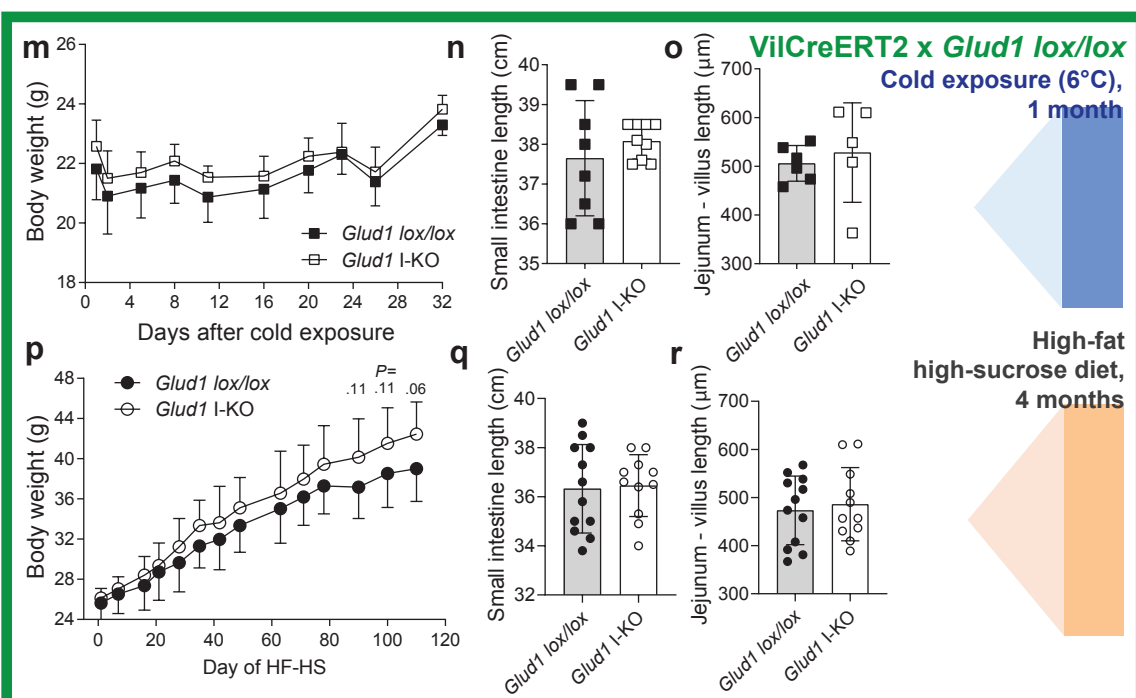 m
Body weight (g)
26
24
22
20
18
0 4 8 12 16 20 24 28 32
Days after cold exposure
Glud1 lox/lox
Glud1 I-KO
n
Small intestine length (cm)
40
39
38
37
36
35
Glud1 lox/lox
Glud1 I-KO
o
Jejunum - villus length (µm)
700
600
500
400
300
Glud1 lox/lox
Glud1 I-KO
VilCreERT2 x Glud1 lox/lox
Cold exposure (6°C),
1 month
p
Body weight (g)
48
44
40
36
32
28
24
0 20 40 60 80 100 120
Day of HF-HS
Glud1 lox/lox
Glud1 I-KO
P=
.11 .11 .06
q
Small intestine length (cm)
40
38
36
34
32
Glud1 lox/lox
Glud1 I-KO
r
Jejunum - villus length (µm)
700
600
500
400
300
Glud1 lox/lox
Glud1 I-KO
High-fat
high-sucrose diet,
4 months